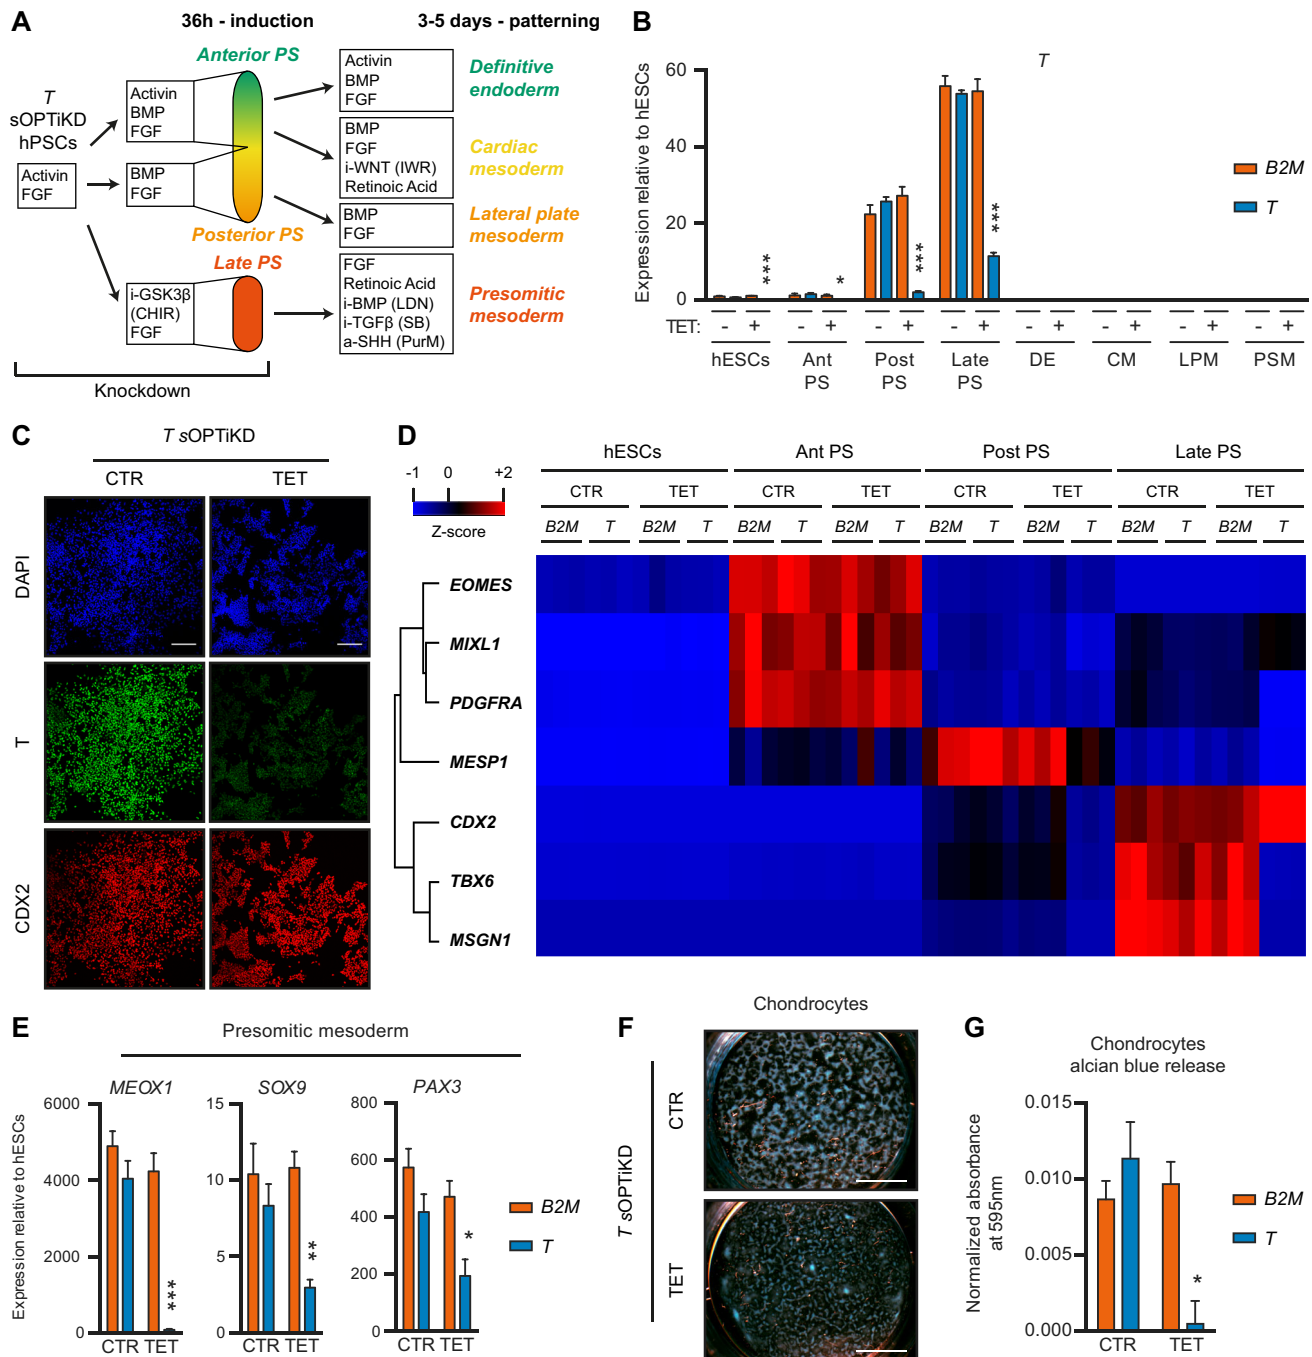 A
36h - induction
3-5 days - patterning
Anterior PS
T
sOPTiKD
hPSCs
Activin
FGF
Activin
BMP
FGF
BMP
FGF
Posterior PS
Late PS
i-GSK3β
(CHIR)
FGF
Knockdown
Activin
BMP
FGF
Definitive
endoderm
BMP
FGF
i-WNT (IWR)
Retinoic Acid
Cardiac
mesoderm
BMP
FGF
Lateral plate
mesoderm
FGF
Retinoic Acid
i-BMP (LDN)
i-TGFβ (SB)
a-SHH (PurM)
Presomitic
mesoderm
B
T
Expression relative to hESCs
60
40
20
0
***
*
***
***
B2M
T
TET: - + - + - + - + - + - + - + - +
hESCs Ant PS Post PS Late PS DE CM LPM PSM
C
T sOPTiKD
CTR TET
DAPI
T
CDX2
D
-1 0 +2
Z-score
hESCs Ant PS Post PS Late PS
CTR TET CTR TET CTR TET CTR TET
B2M T B2M T B2M T B2M T B2M T B2M T B2M T B2M T
EOMES
MIXL1
PDGFRA
MESP1
CDX2
TBX6
MSGN1
E
Presomitic mesoderm
Expression relative to hESCs
MEOX1
6000
4000
2000
0
***
CTR TET
SOX9
15
10
5
0
**
CTR TET
PAX3
800
600
400
200
0
*
CTR TET
B2M
T
F
Chondrocytes
T sOPTiKD
CTR
TET
G
Chondrocytes
alcian blue release
Normalized absorbance
at 595nm
0.015
0.010
0.005
0.000
*
CTR TET
B2M
T